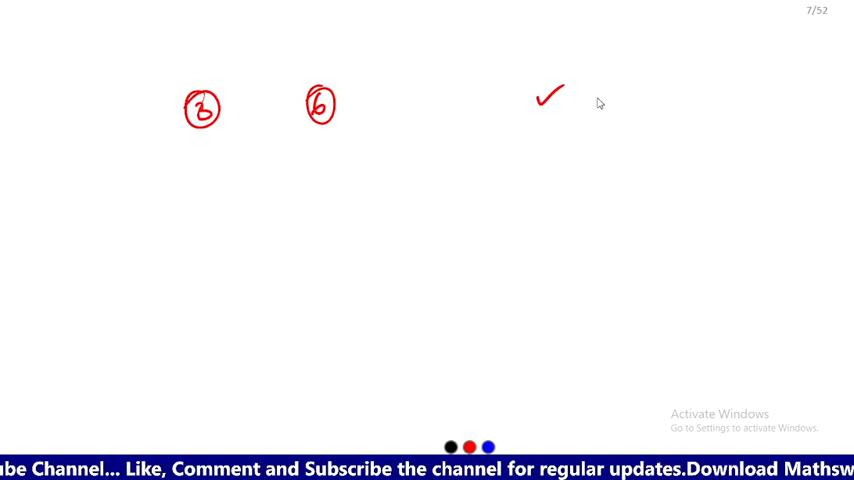 7/52
3 6 ✓
Activate Windows
Go to Settings to activate Windows.
ube Channel... Like, Comment and Subscribe the channel for regular updates.Download Mathsw